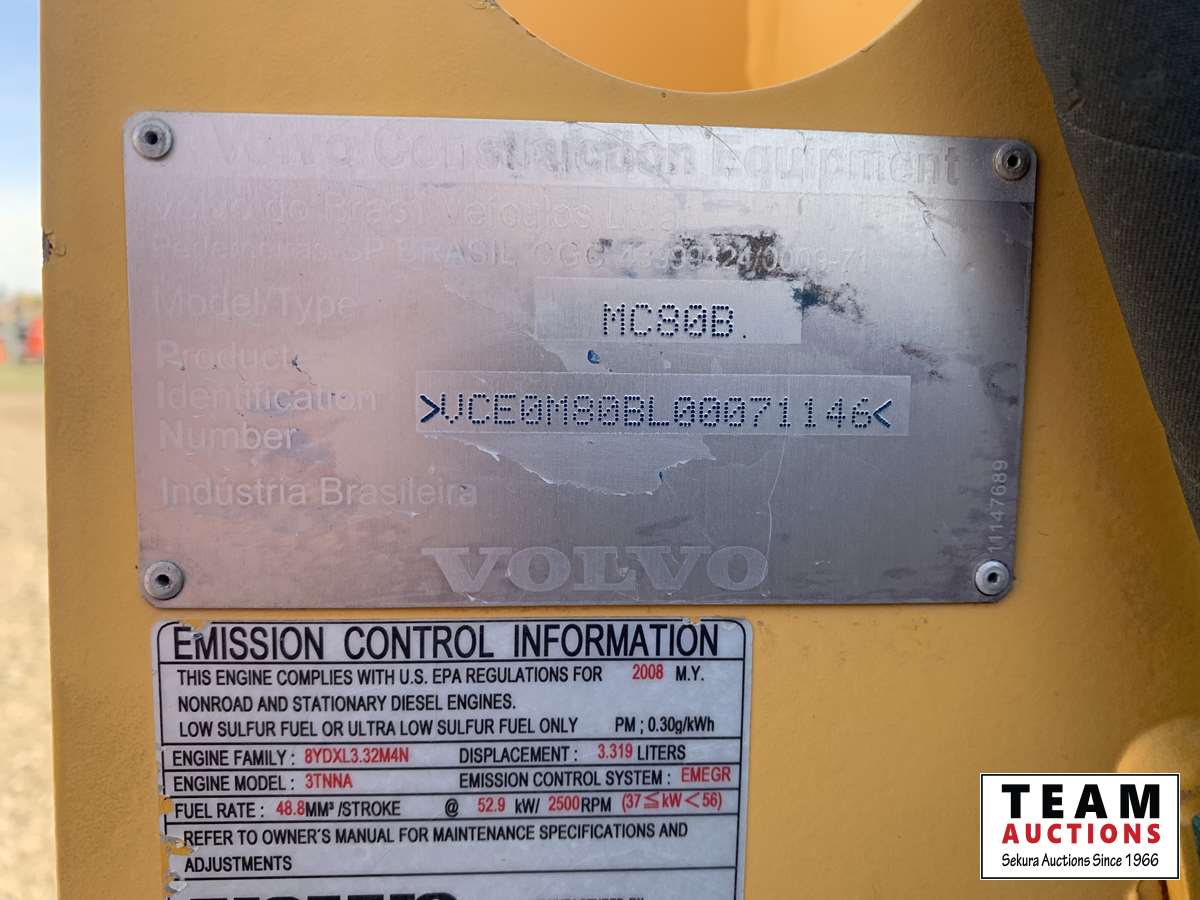 Volvo Construction Equipment
Volvo do Brasil Veículos Ltda
SP BRASIL CGC
Model/Type
MC80B.
Product
Identification
>VCE0M80BL00071146<
Number
Indústria Brasileira
VOLVO
11147689
EMISSION CONTROL INFORMATION
THIS ENGINE COMPLIES WITH U.S. EPA REGULATIONS FOR 2008 M.Y.
NONROAD AND STATIONARY DIESEL ENGINES.
LOW SULFUR FUEL OR ULTRA LOW SULFUR FUEL ONLY PM ; 0.30g/kWh
ENGINE FAMILY : 8YDXL3.32M4N DISPLACEMENT : 3.319 LITERS
ENGINE MODEL : 3TNNA EMISSION CONTROL SYSTEM : EMEGR
FUEL RATE : 48.8MM³ /STROKE @ 52.9 kW/ 2500RPM (37≦kW<56)
REFER TO OWNER´S MANUAL FOR MAINTENANCE SPECIFICATIONS AND
ADJUSTMENTS
VOLVO
TEAM
AUCTIONS
Sekura Auctions Since 1966